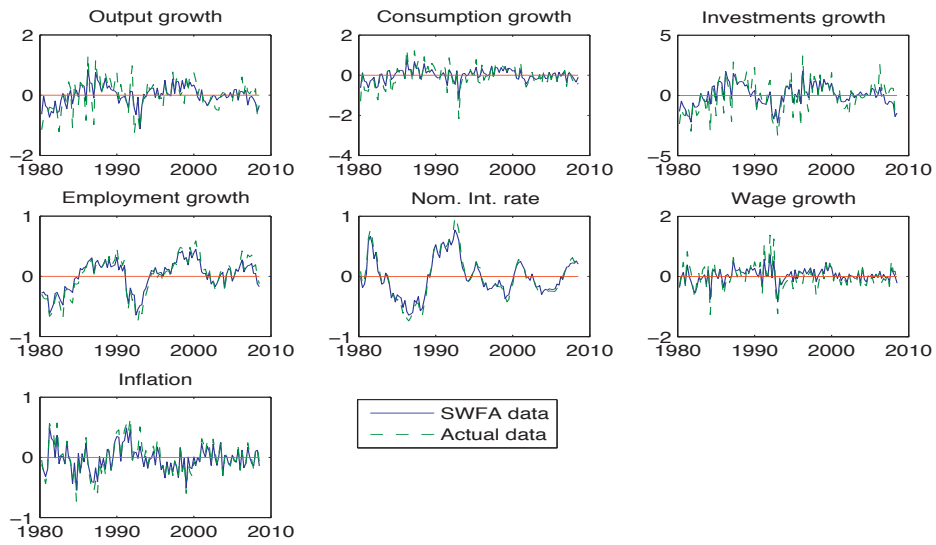 Output growth
2
0
−2
1980 1990 2000 2010
Consumption growth
2
0
−2
−4
1980 1990 2000 2010
Investments growth
5
0
−5
1980 1990 2000 2010
Employment growth
1
0
−1
1980 1990 2000 2010
Nom. Int. rate
1
0
−1
1980 1990 2000 2010
Wage growth
2
0
−2
1980 1990 2000 2010
Inflation
1
0
−1
1980 1990 2000 2010
SWFA data
Actual data